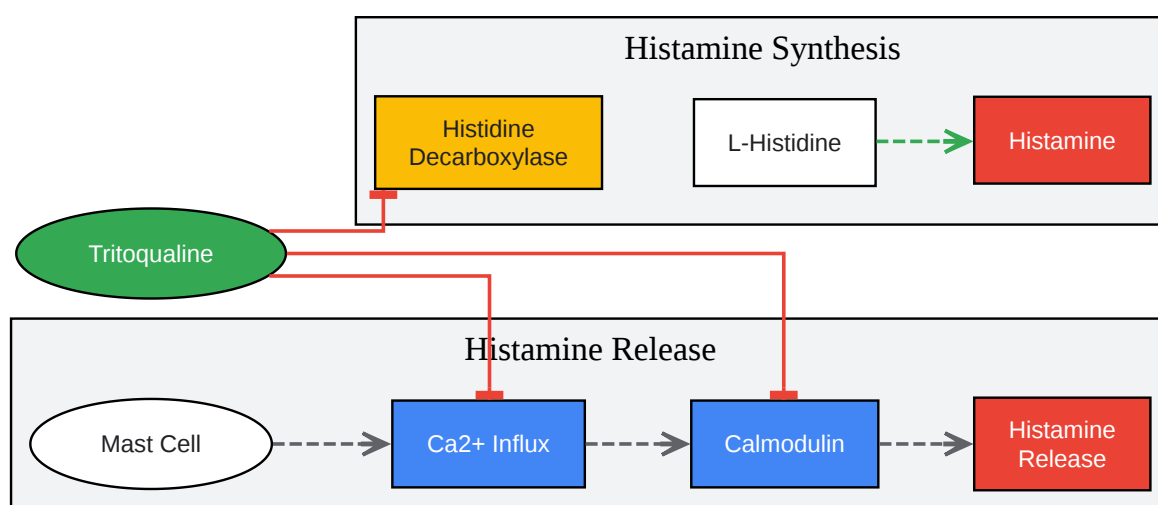 Histamine Synthesis
Histidine
Decarboxylase
L-Histidine
Histamine
Tritoqualine
Histamine Release
Mast Cell
Ca2+ Influx
Calmodulin
Histamine
Release